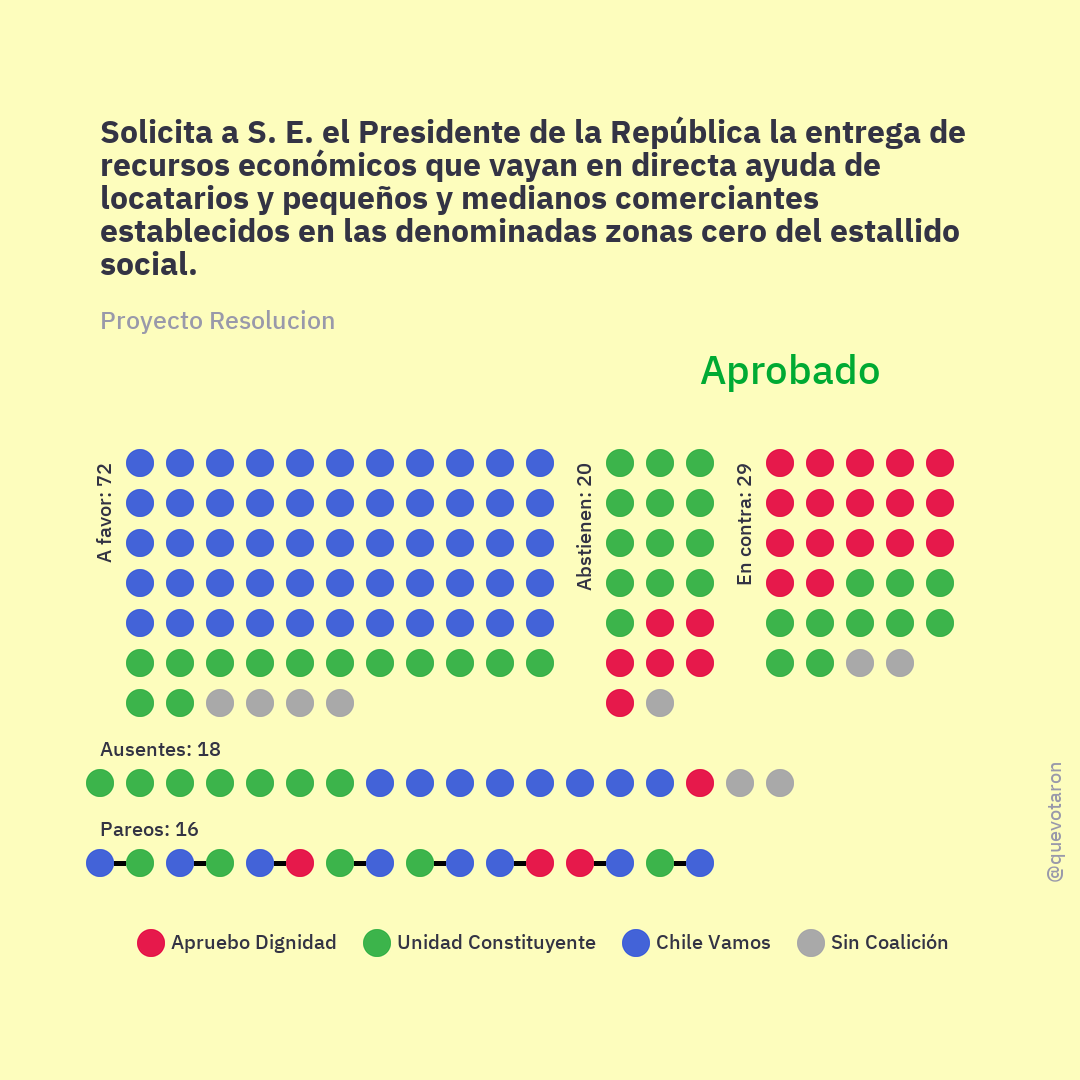 Solicita a S. E. el Presidente de la República la entrega de
recursos económicos que vayan en directa ayuda de
locatarios y pequeños y medianos comerciantes
establecidos en las denominadas zonas cero del estallido
social.
Proyecto Resolucion
Aprobado
A favor: 72
Abstienen: 20
En contra: 29
Ausentes: 18
Pareos: 16
@quevotaron
Apruebo Dignidad
Unidad Constituyente
Chile Vamos
Sin Coalición